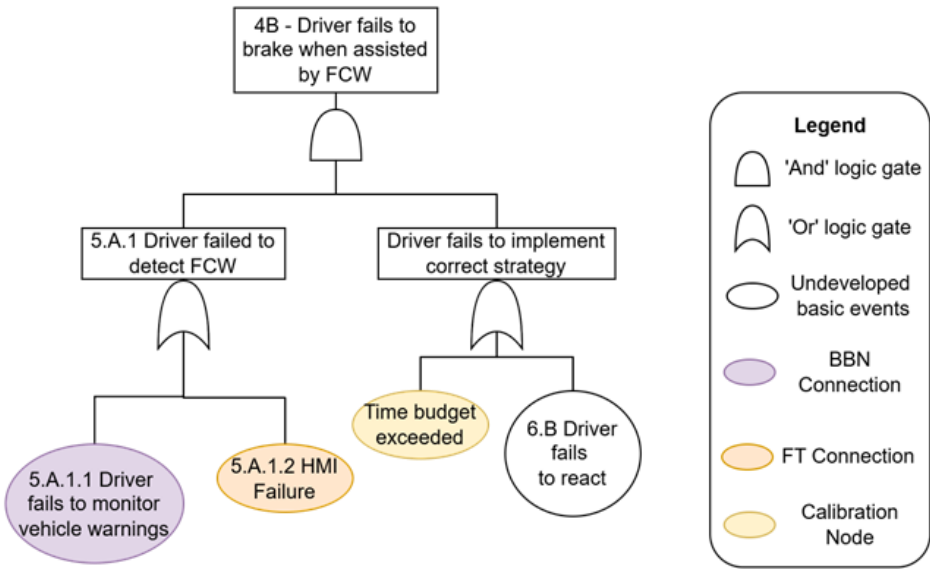 4B - Driver fails to
brake when assisted
by FCW
5.A.1 Driver failed to
detect FCW
Driver fails to implement
correct strategy
5.A.1.1 Driver
fails to monitor
vehicle warnings
5.A.1.2 HMI
Failure
Time budget
exceeded
6.B Driver
fails
to react
Legend
'And' logic gate
'Or' logic gate
Undeveloped
basic events
BBN
Connection
FT Connection
Calibration
Node